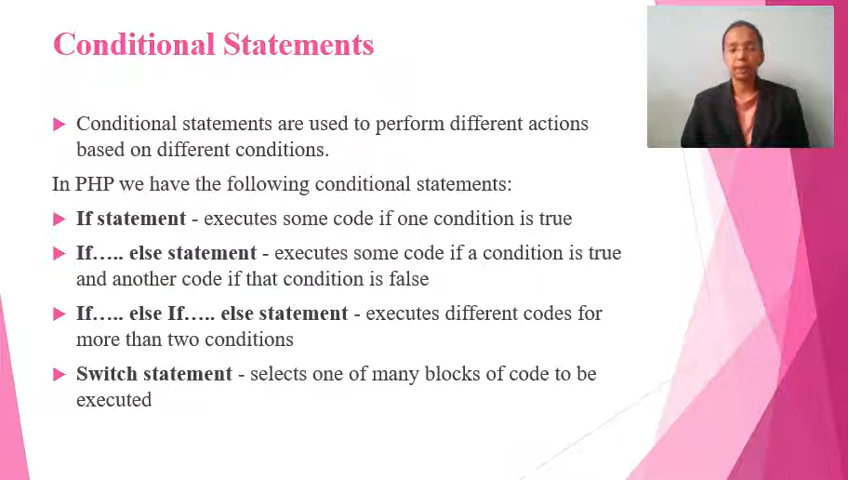 Conditional Statements
Conditional statements are used to perform different actions
based on different conditions.
In PHP we have the following conditional statements:
If statement - executes some code if one condition is true
If..... else statement - executes some code if a condition is true
and another code if that condition is false
If..... else If..... else statement - executes different codes for
more than two conditions
Switch statement - selects one of many blocks of code to be
executed